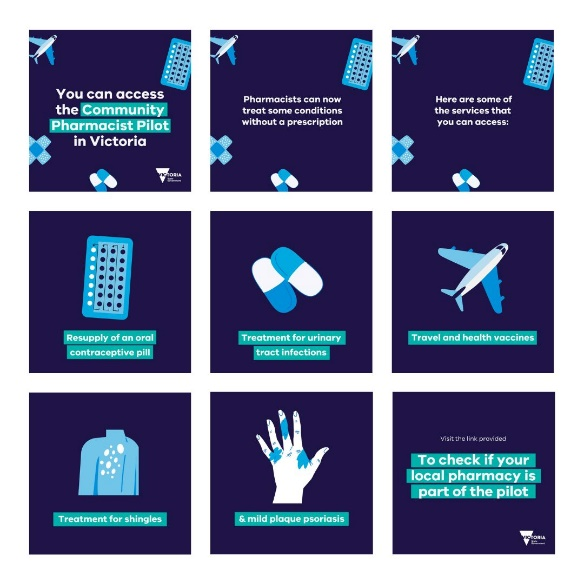 You can access
the Community
Pharmacist Pilot
in Victoria
VICTORIA
Pharmacists can now
treat some conditions
without a prescription
Here are some of
the services that
you can access:
Resupply of an oral
contraceptive pill
Treatment for urinary
tract infections
Travel and health vaccines
Treatment for shingles
& mild plaque psoriasis
Visit the link provided
To check if your
local pharmacy is
part of the pilot
VICTORIA